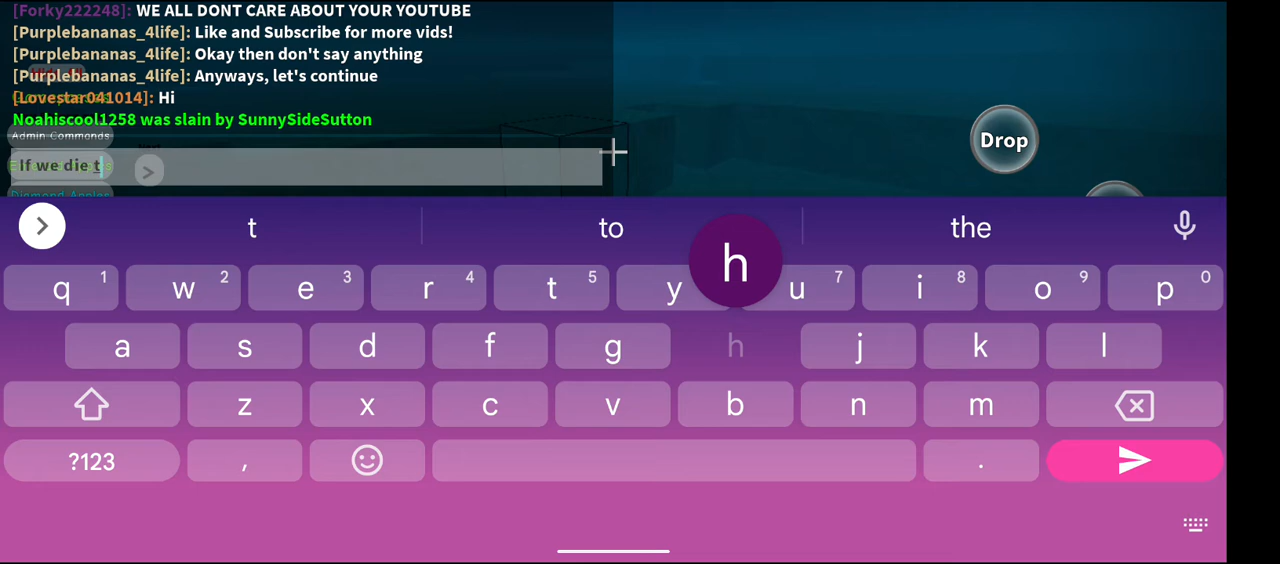 [Forky222248]: WE ALL DONT CARE ABOUT YOUR YOUTUBE
[Purplebananas_4life]: Like and Subscribe for more vids!
[Purplebananas_4life]: Okay then don't say anything
[Purplebananas_4life]: Anyways, let's continue
[Lovestar041014]: Hi
Noahiscool1258 was slain by SunnySideSutton
Admin Commands
If we die t
>
Diamond Apples
Drop
t to the
h
q 1 w 2 e 3 r 4 t 5 y u 7 i 8 o 9 p 0
a s d f g h j k l
z x c v b n m
?123 , .